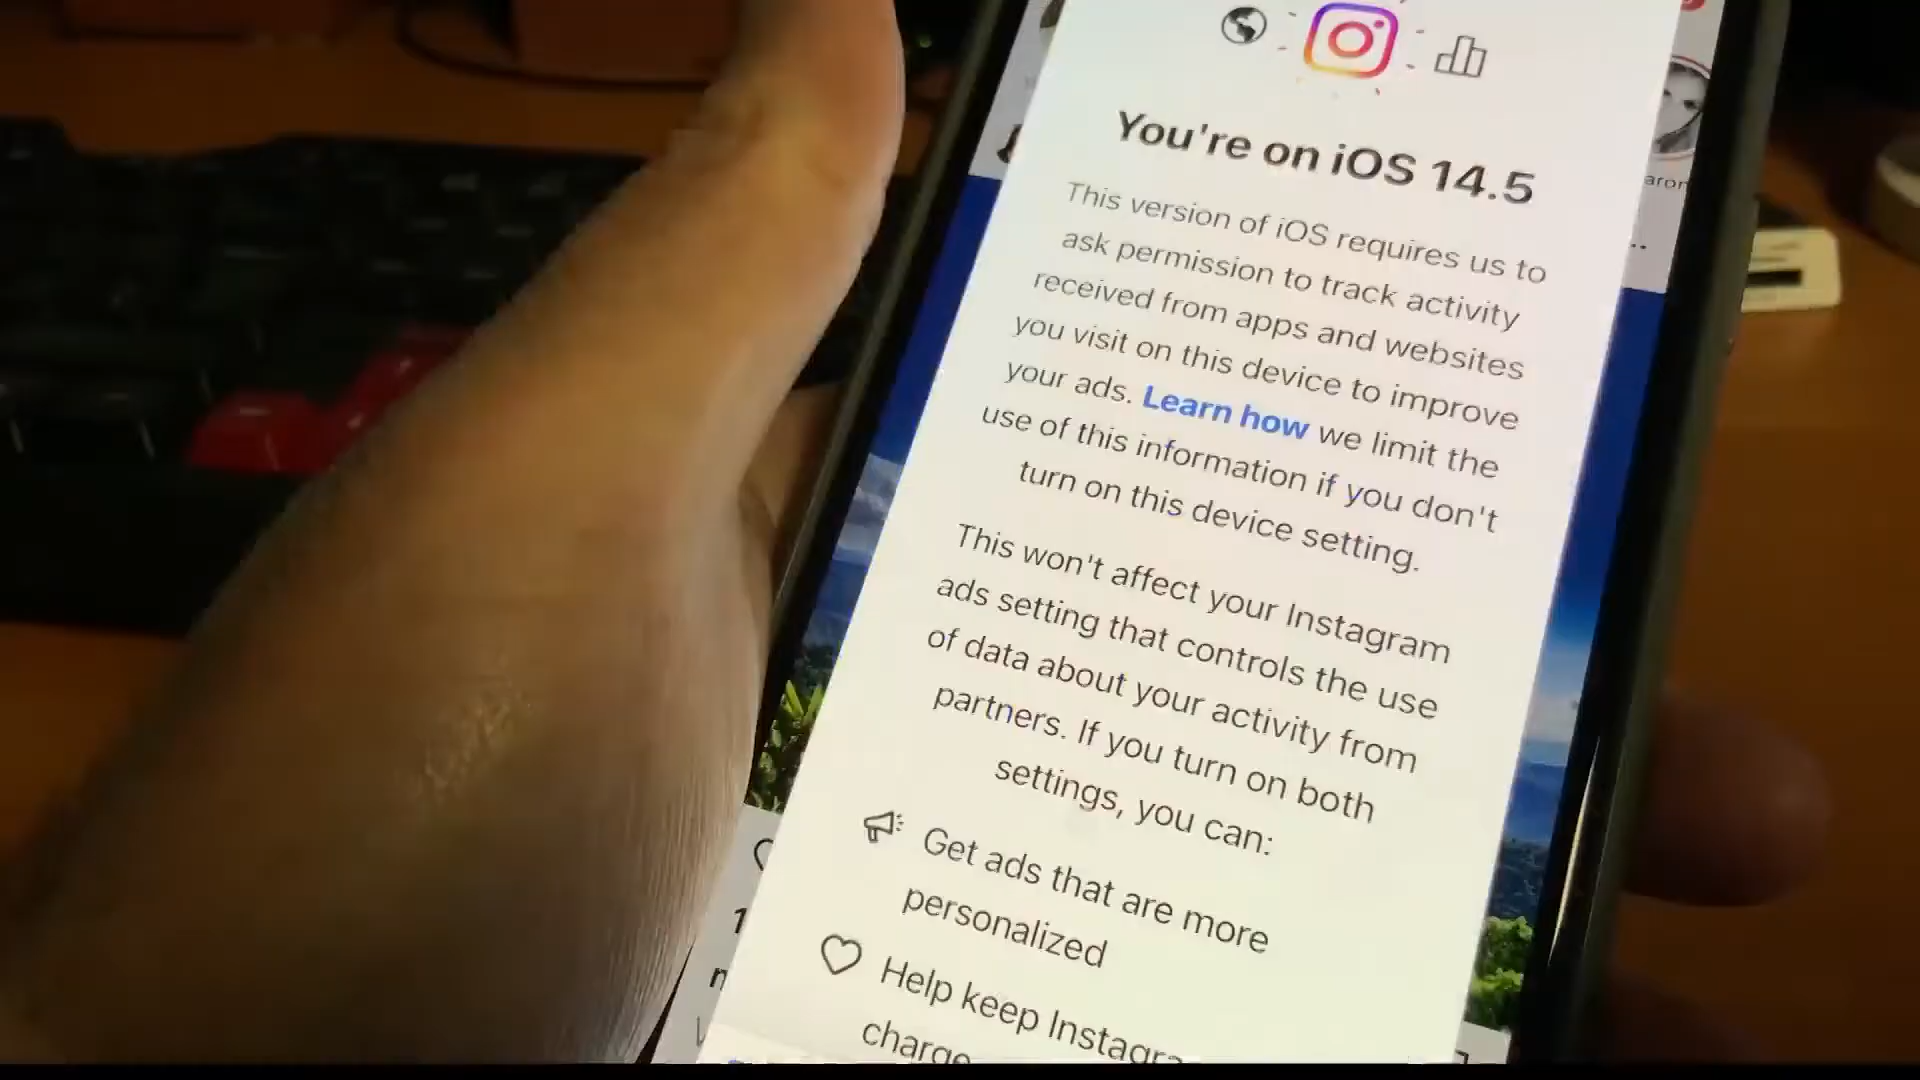 You're on iOS 14.5
This version of iOS requires us to
ask permission to track activity
received from apps and websites
you visit on this device to improve
your ads. Learn how we limit the
use of this information if you don't
turn on this device setting.
This won't affect your Instagram
ads setting that controls the use
of data about your activity from
partners. If you turn on both
settings, you can:
Get ads that are more
personalized
Help keep